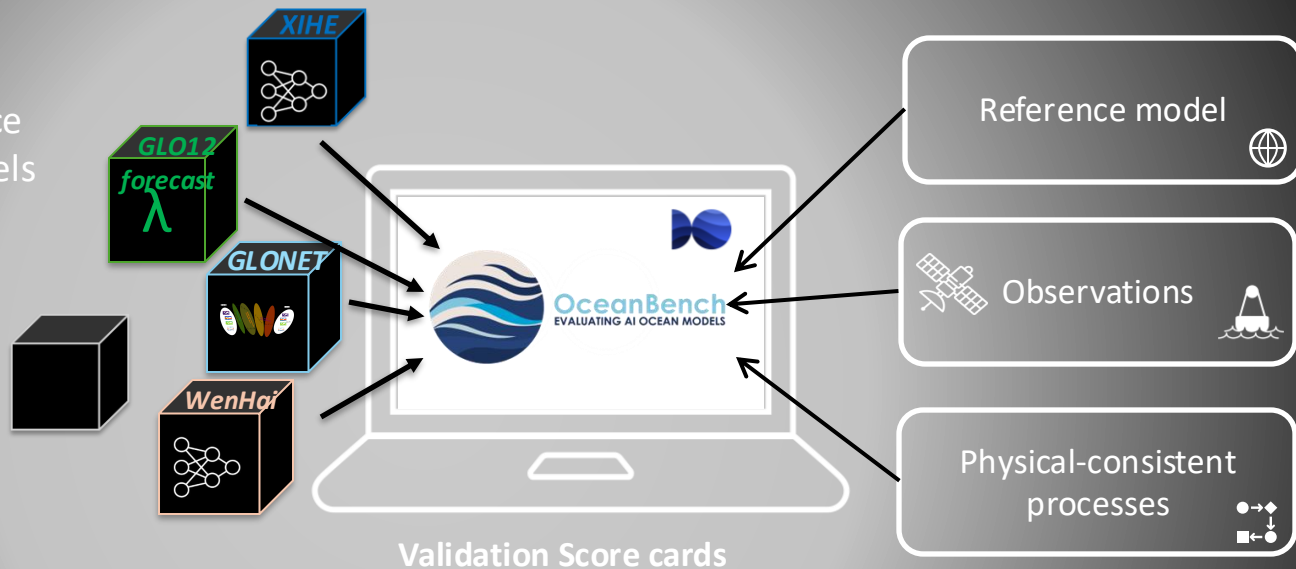 XIHE
GLO12
forecast
λ
GLONET
WenHai
OceanBench
EVALUATING AI OCEAN MODELS
Validation Score cards
Reference model
Observations
Physical-consistent
processes